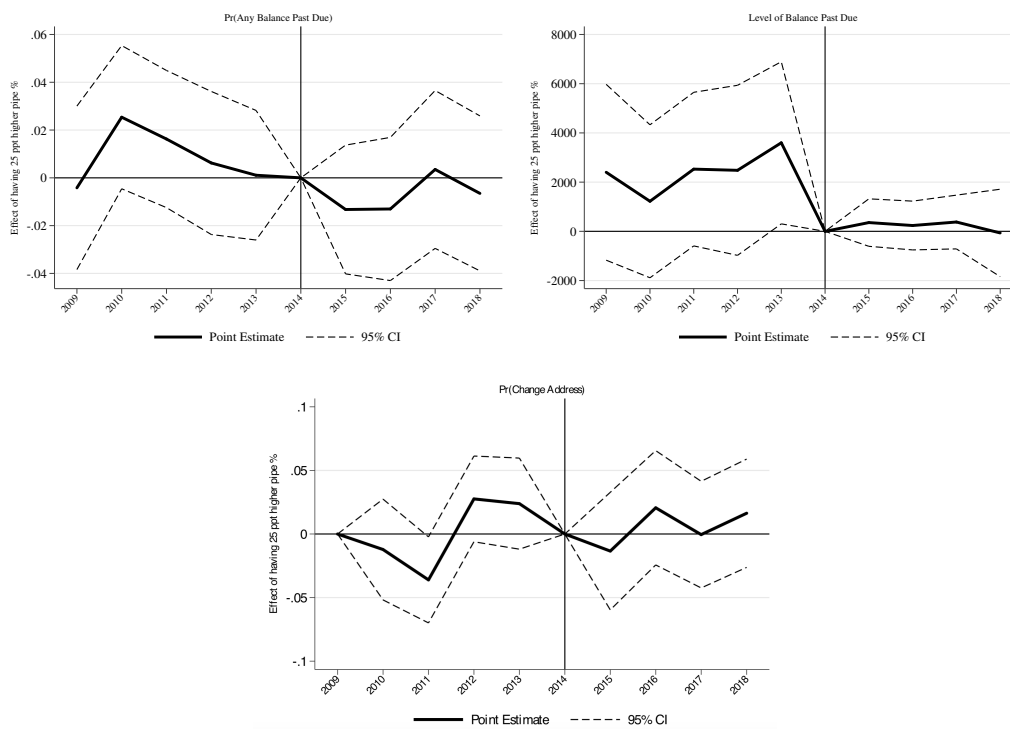 Pr(Any Balance Past Due)
Effect of having 25 ppt higher pipe %
.06
.04
.02
0
-.02
-.04
2009 2010 2011 2012 2013 2014 2015 2016 2017 2018
Point Estimate 95% CI
Level of Balance Past Due
Effect of having 25 ppt higher pipe %
8000
6000
4000
2000
0
-2000
2009 2010 2011 2012 2013 2014 2015 2016 2017 2018
Point Estimate 95% CI
Pr(Change Address)
Effect of having 25 ppt higher pipe %
.1
.05
0
-.05
-.1
2009 2010 2011 2012 2013 2014 2015 2016 2017 2018
Point Estimate 95% CI